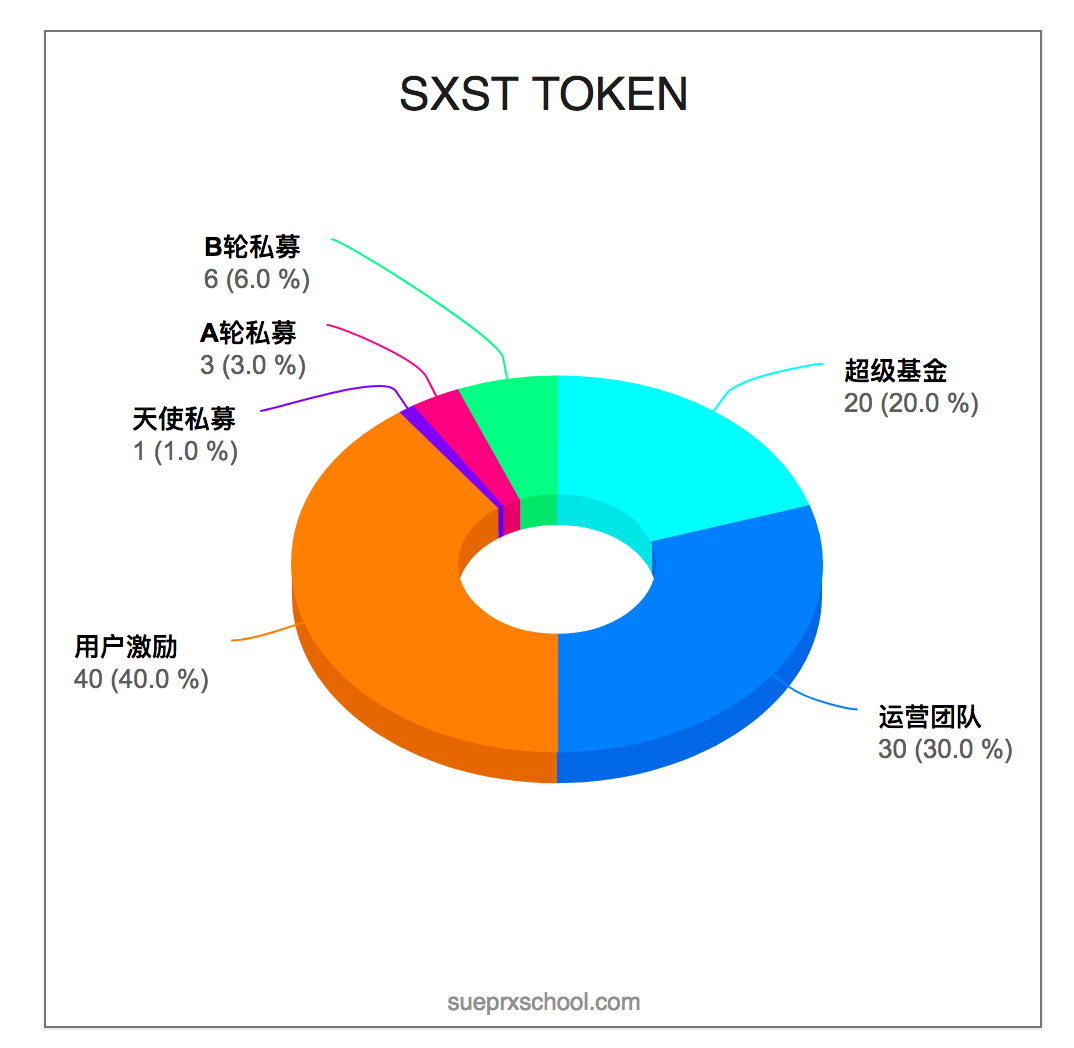 SXST TOKEN
B轮私募
6 (6.0 %)
A轮私募
3 (3.0 %)
天使私募
1 (1.0 %)
超级基金
20 (20.0 %)
用户激励
40 (40.0 %)
运营团队
30 (30.0 %)
sueprxschool.com